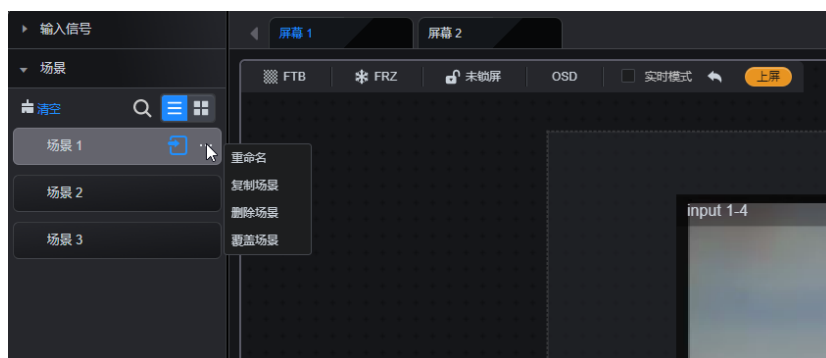 输入信号
场景
清空
场景 1
场景 2
场景 3
重命名
复制场景
删除场景
覆盖场景
屏幕 1
屏幕 2
FTB
FRZ
未锁屏
OSD
实时模式
上屏
input 1-4